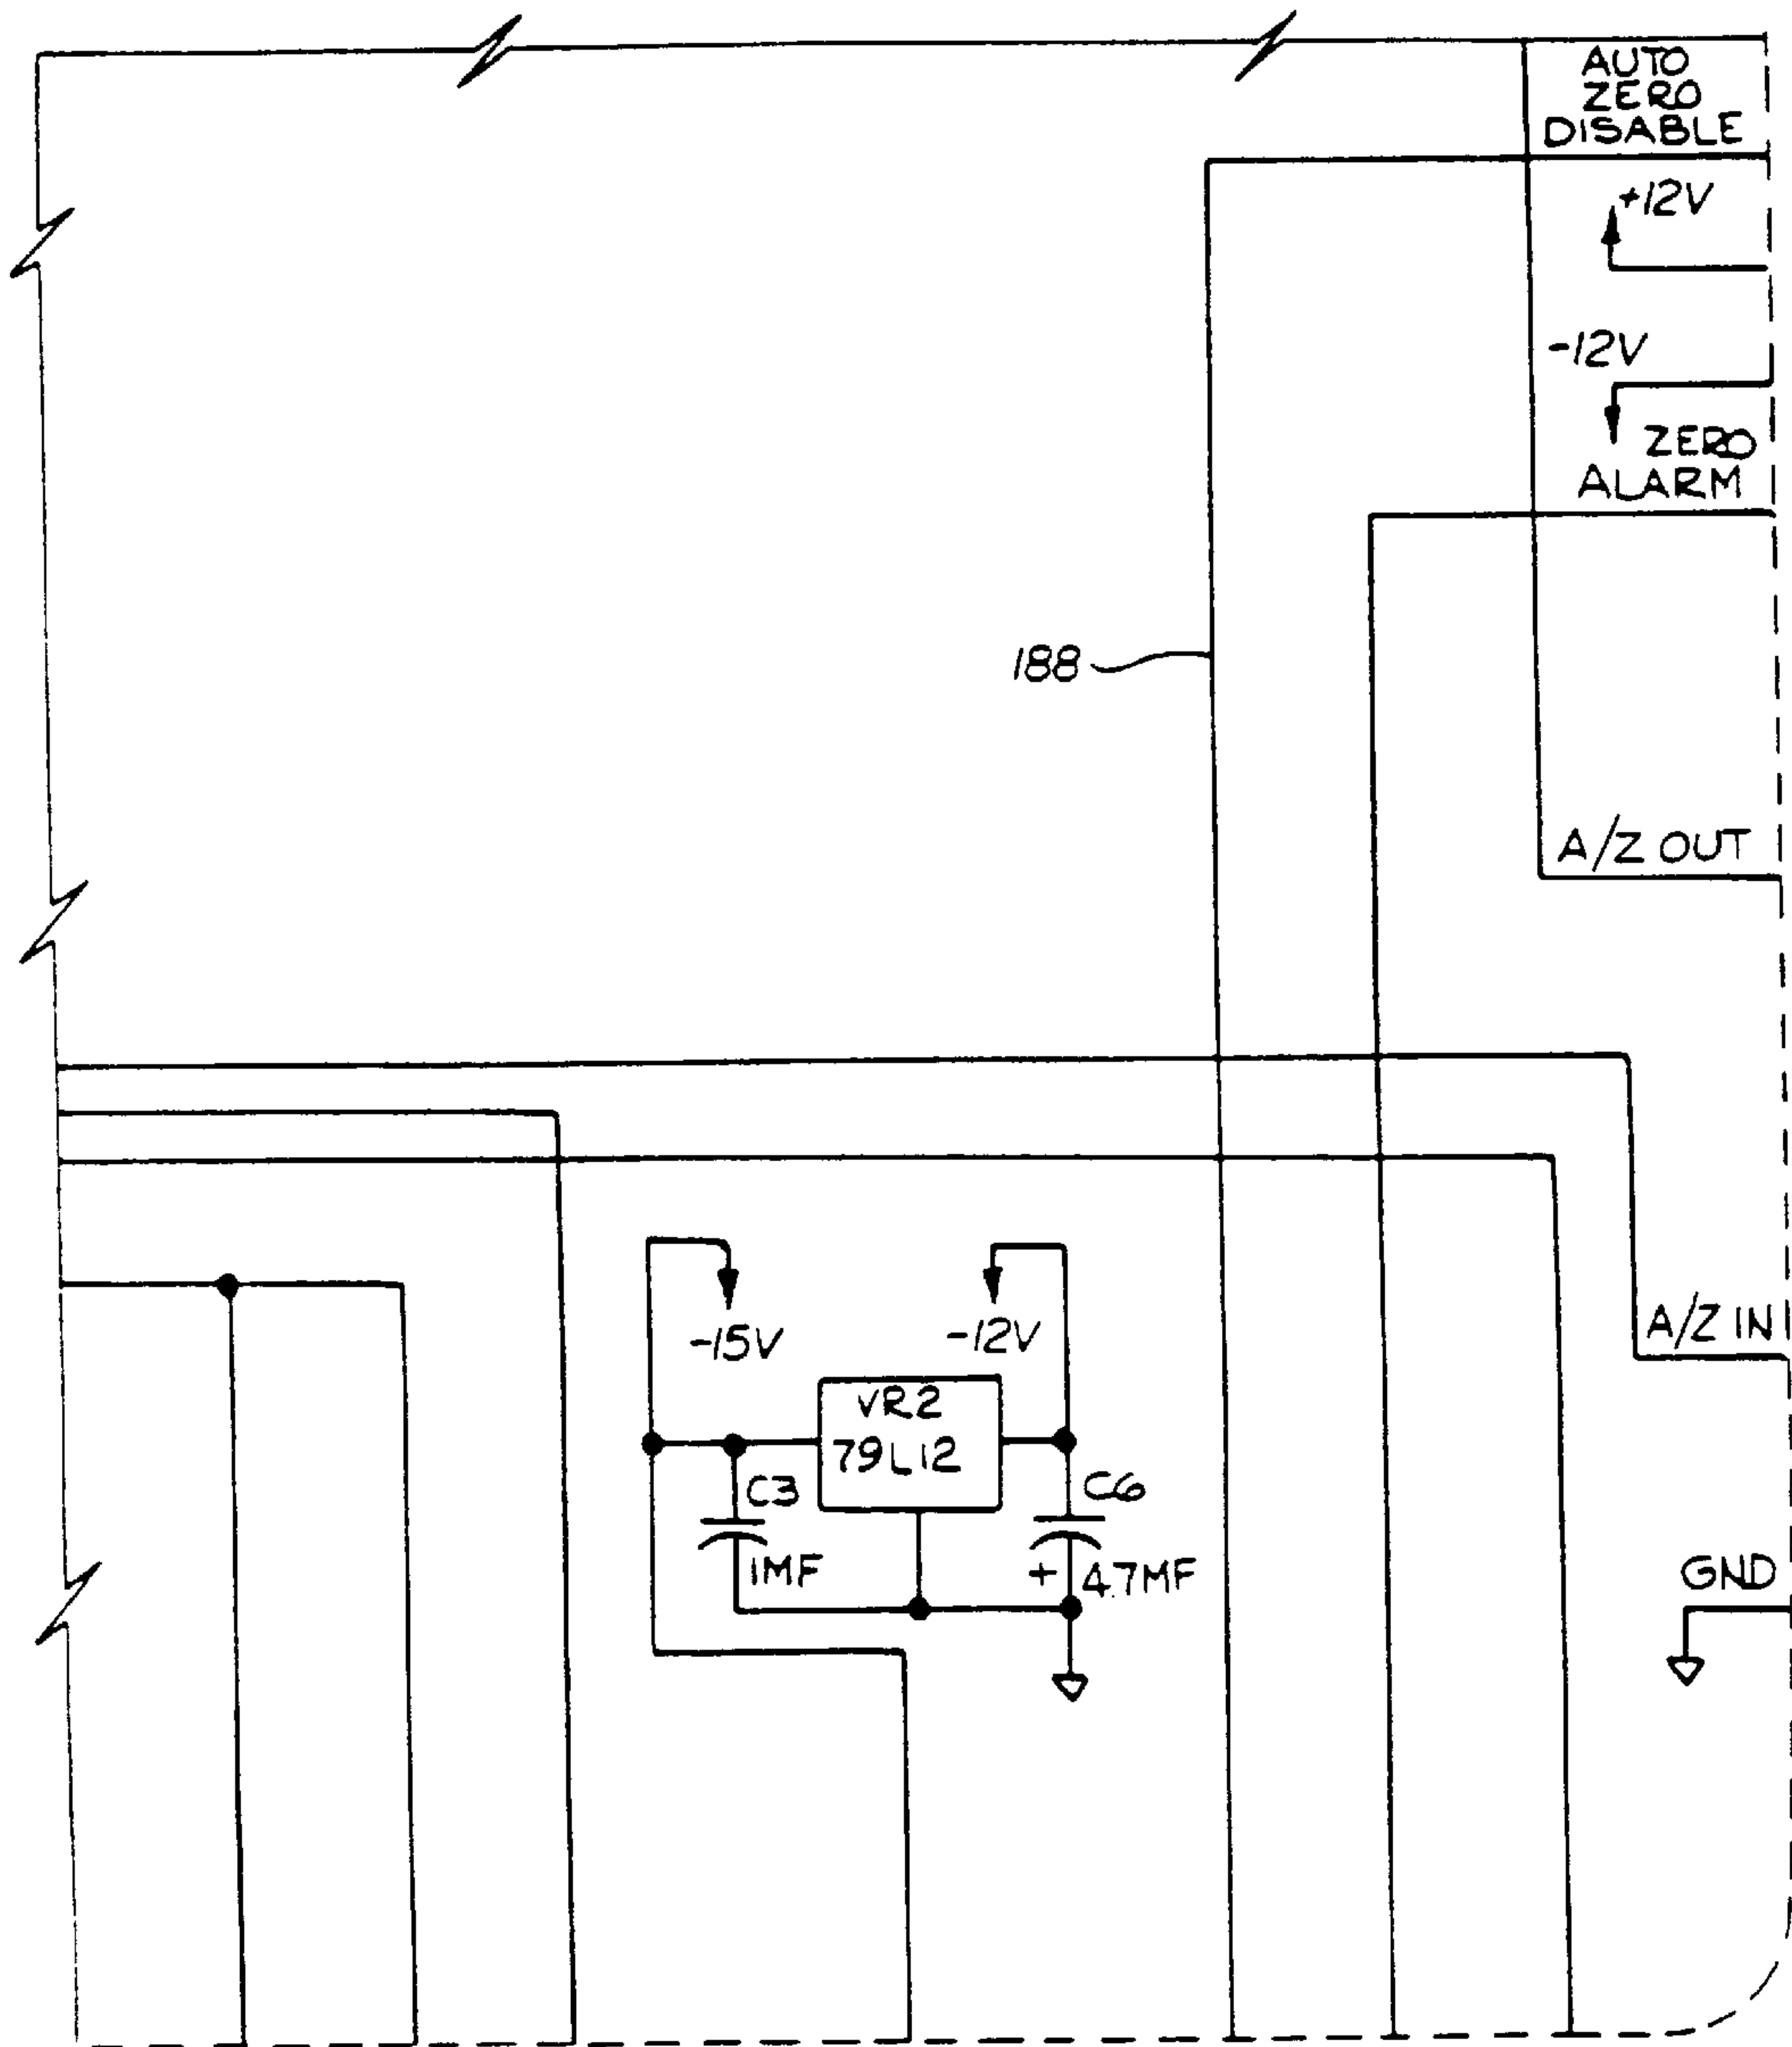 AUTO
ZERO
DISABLE
+12V
-12V
ZERO
ALARM
188
A/Z OUT
-15V
-12V
A/Z IN
VR2
79L12
C3
C6
1MF
+ 4.7MF
GND